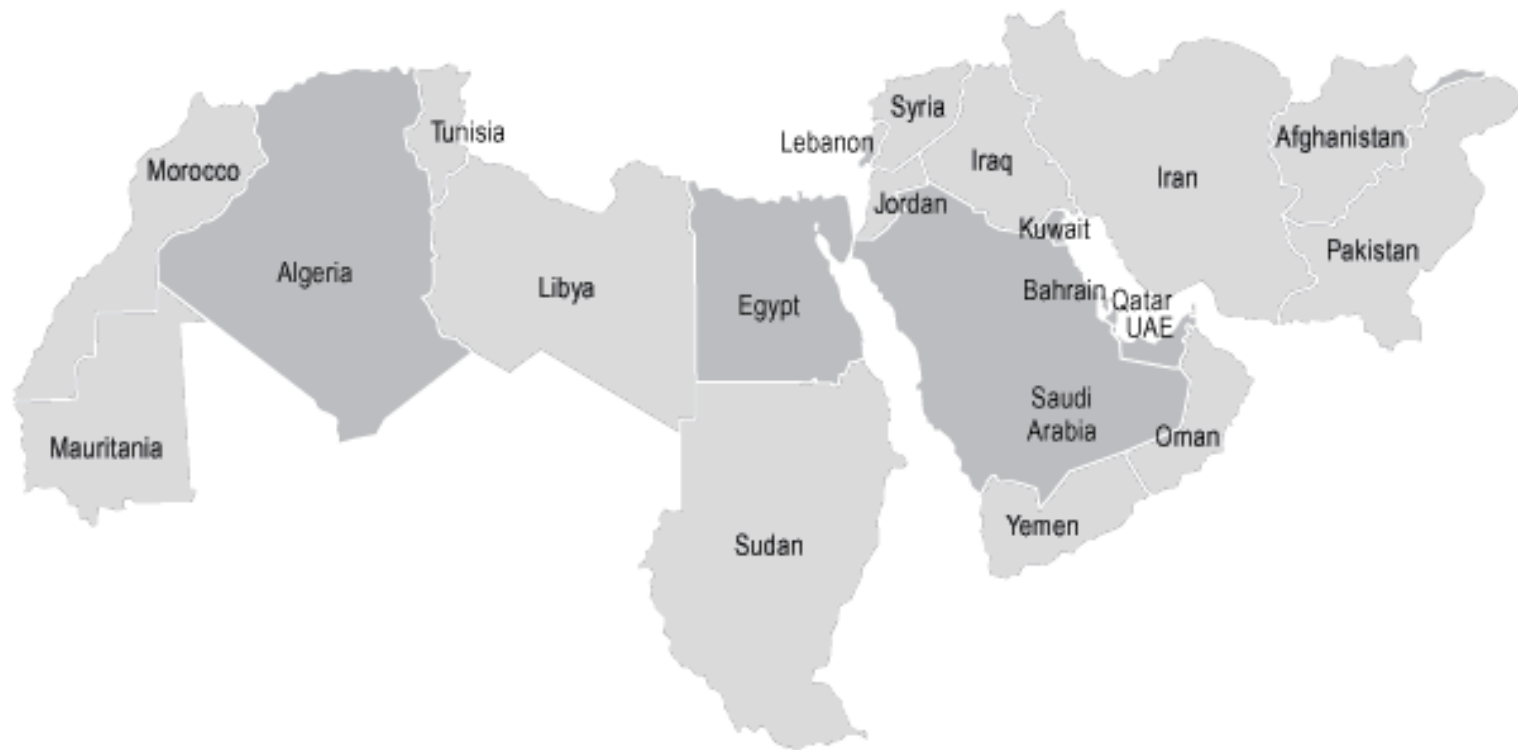 Syria
Tunisia
Lebanon
Afghanistan
Morocco
Iraq
Iran
Jordan
Kuwait
Pakistan
Algeria
Libya
Bahrain
Qatar
Egypt
UAE
Saudi
Arabia
Oman
Mauritania
Yemen
Sudan